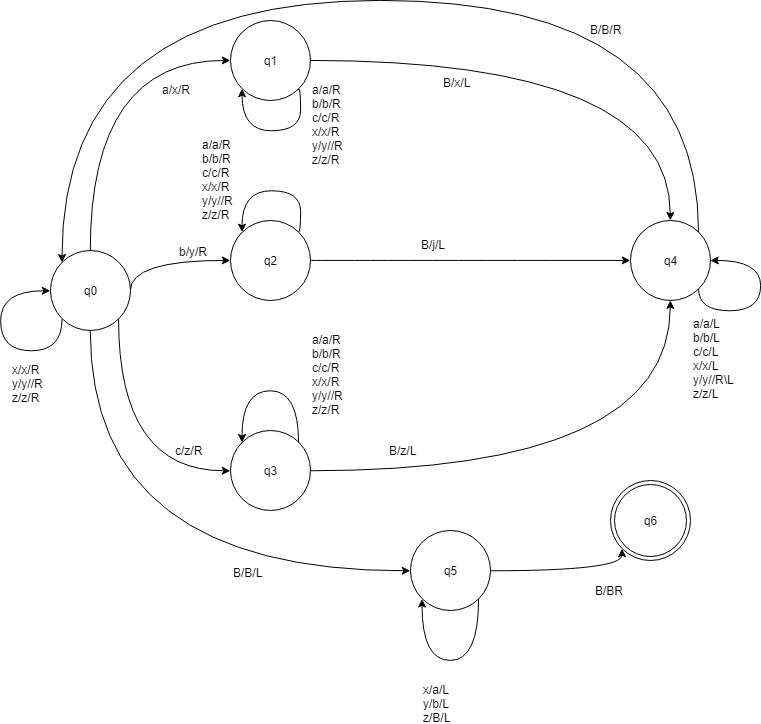 B/B/R
q1
a/x/R
B/x/L
a/a/R
b/b/R
c/c/R
x/x/R
y/y//R
z/z/R
a/a/R
b/b/R
c/c/R
x/x/R
y/y//R
z/z/R
b/y/R
q2
B/j/L
q4
q0
a/a/L
b/b/L
c/c/L
x/x/L
y/y//R\L
z/z/L
x/x/R
y/y//R
z/z/R
a/a/R
b/b/R
c/c/R
x/x/R
y/y//R
z/z/R
c/z/R
q3
B/z/L
q6
B/B/L
q5
B/BR
x/a/L
y/b/L
z/B/L